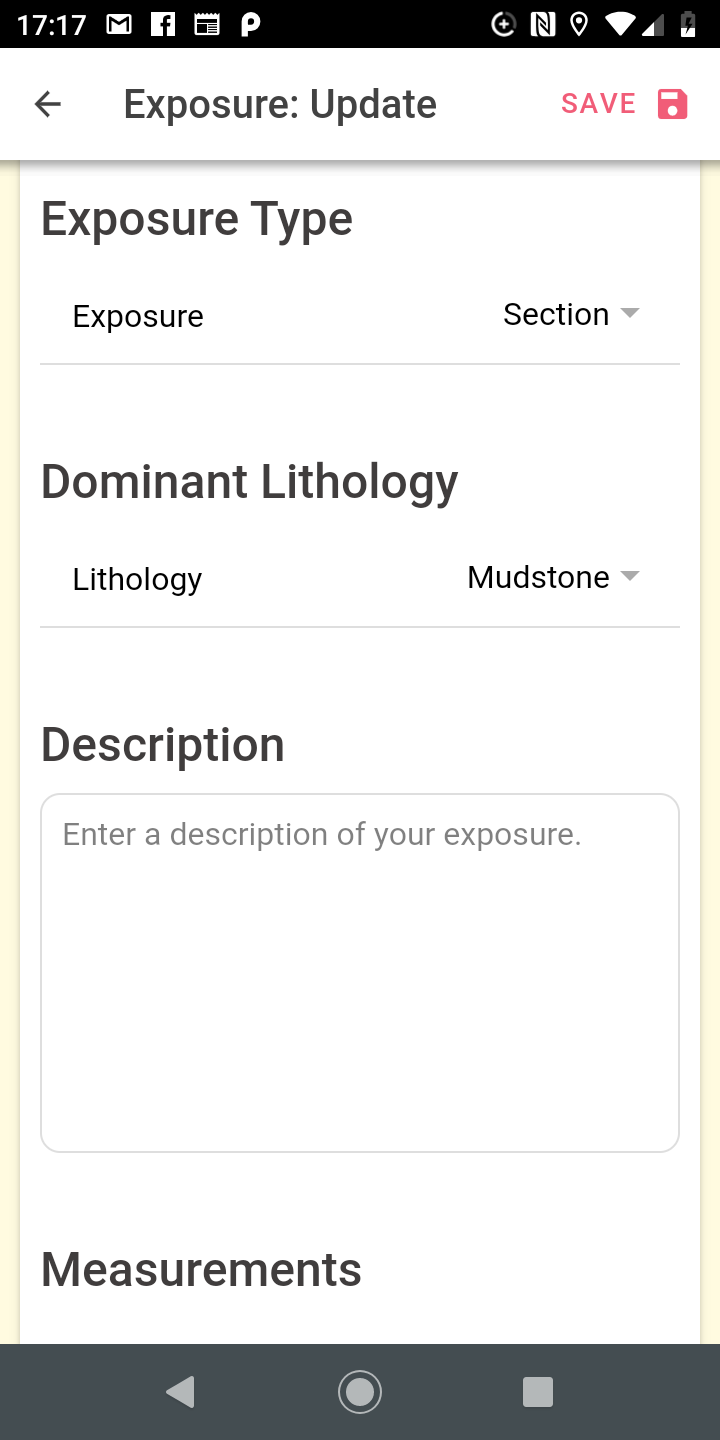 17:17
Exposure: Update
SAVE
Exposure Type
Exposure
Section
Dominant Lithology
Lithology
Mudstone
Description
Enter a description of your exposure.
Measurements